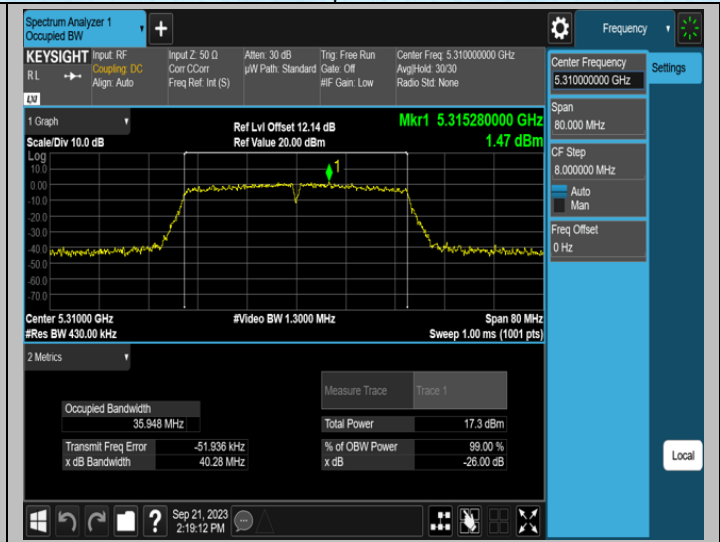 Spectrum Analyzer 1
Occupied BW
Frequency
KEYSIGHT
RL
Input: RF
Coupling: DC
Align: Auto
Input Z: 50 Ω
Corr CCorr
Freq Ref: Int (S)
Atten: 30 dB
µW Path: Standard
Trig: Free Run
Gate: Off
#IF Gain: Low
Center Freq: 5.310000000 GHz
Avg|Hold: 30/30
Radio Std: None
LXI
1 Graph
Scale/Div 10.0 dB
Ref Lvl Offset 12.14 dB
Ref Value 20.00 dBm
Mkr1 5.315280000 GHz
1.47 dBm
Log
10.0
0.00
-10.0
-20.0
-30.0
-40.0
-50.0
-60.0
-70.0
1
Center 5.31000 GHz
#Res BW 430.00 kHz
#Video BW 1.3000 MHz
Span 80 MHz
Sweep 1.00 ms (1001 pts)
2 Metrics
Measure Trace
Trace 1
Occupied Bandwidth
35.948 MHz
Total Power
17.3 dBm
Transmit Freq Error
-51.936 kHz
% of OBW Power
99.00 %
x dB Bandwidth
40.28 MHz
x dB
-26.00 dB
Center Frequency
5.310000000 GHz
Settings
Span
80.000 MHz
CF Step
8.000000 MHz
Auto
Man
Freq Offset
0 Hz
Local
?
Sep 21, 2023
2:19:12 PM